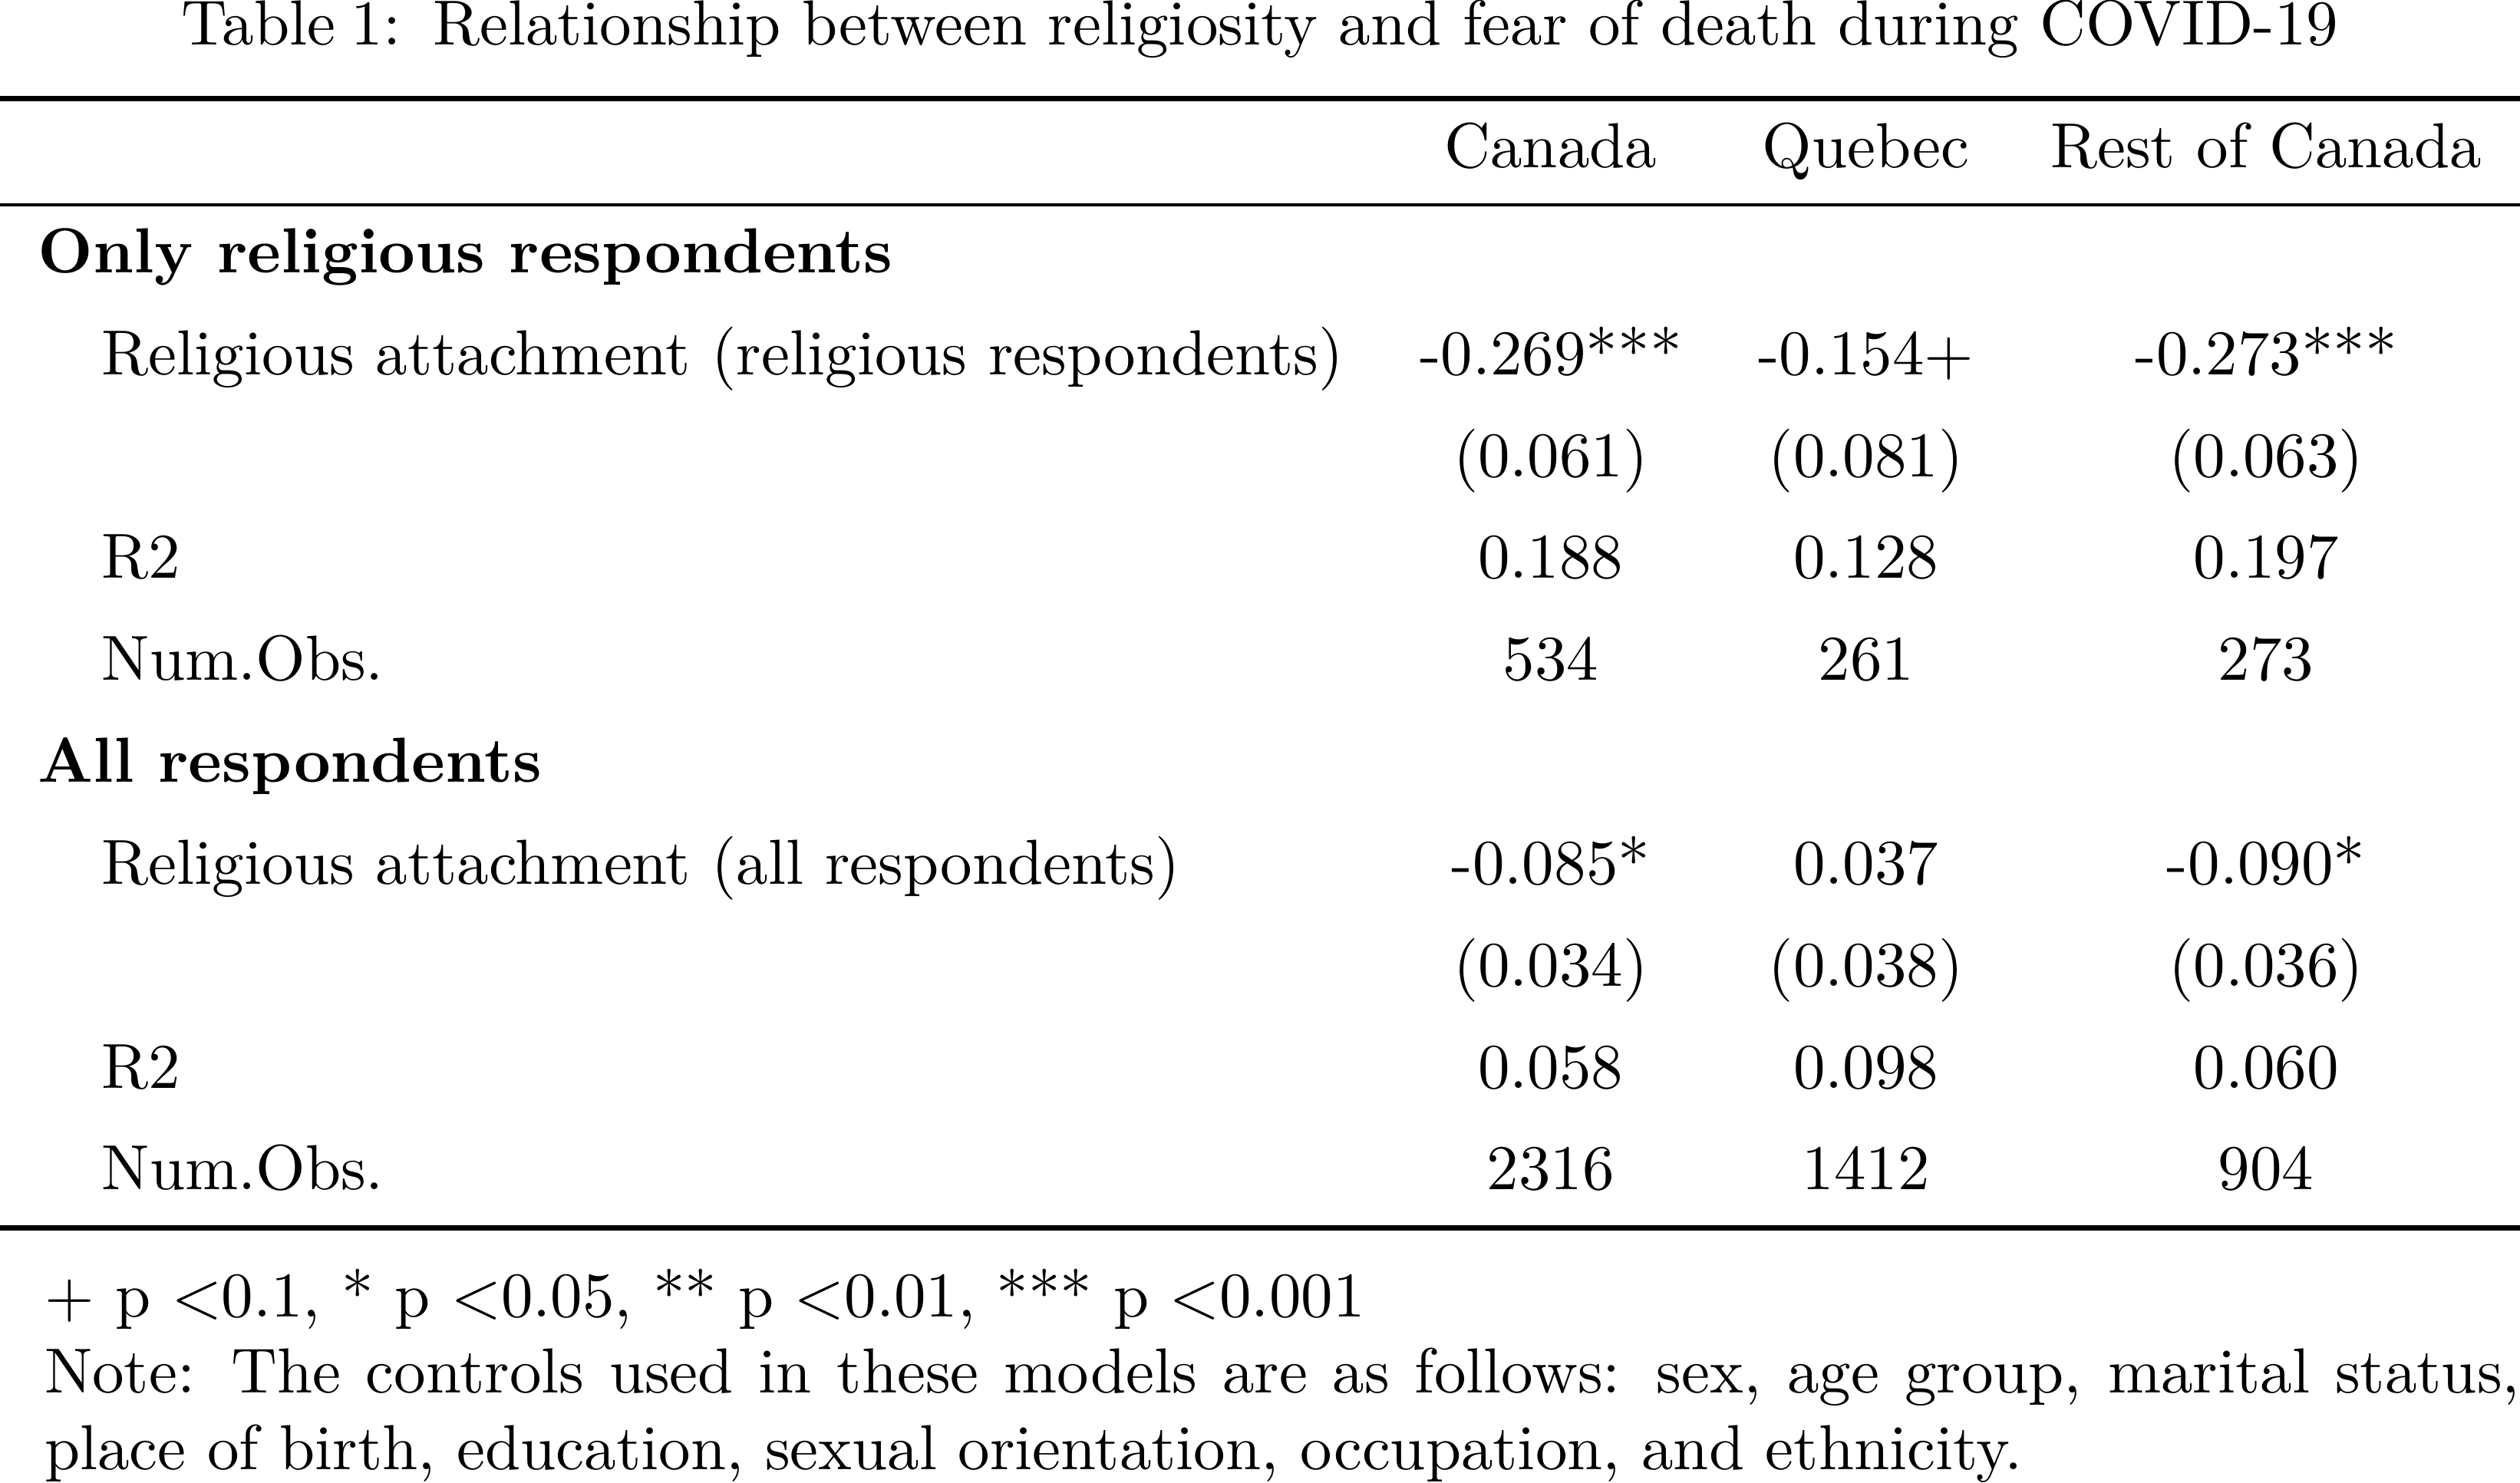 Table 1: Relationship between religiosity and fear of death during COVID-19
Canada Quebec Rest of Canada
Only religious respondents
Religious attachment (religious respondents) -0.269*** -0.154+ -0.273***
(0.061) (0.081) (0.063)
R2 0.188 0.128 0.197
Num.Obs. 534 261 273
All respondents
Religious attachment (all respondents) -0.085* 0.037 -0.090*
(0.034) (0.038) (0.036)
R2 0.058 0.098 0.060
Num.Obs. 2316 1412 904
+ p <0.1, * p <0.05, ** p <0.01, *** p <0.001
Note: The controls used in these models are as follows: sex, age group, marital status,
place of birth, education, sexual orientation, occupation, and ethnicity.